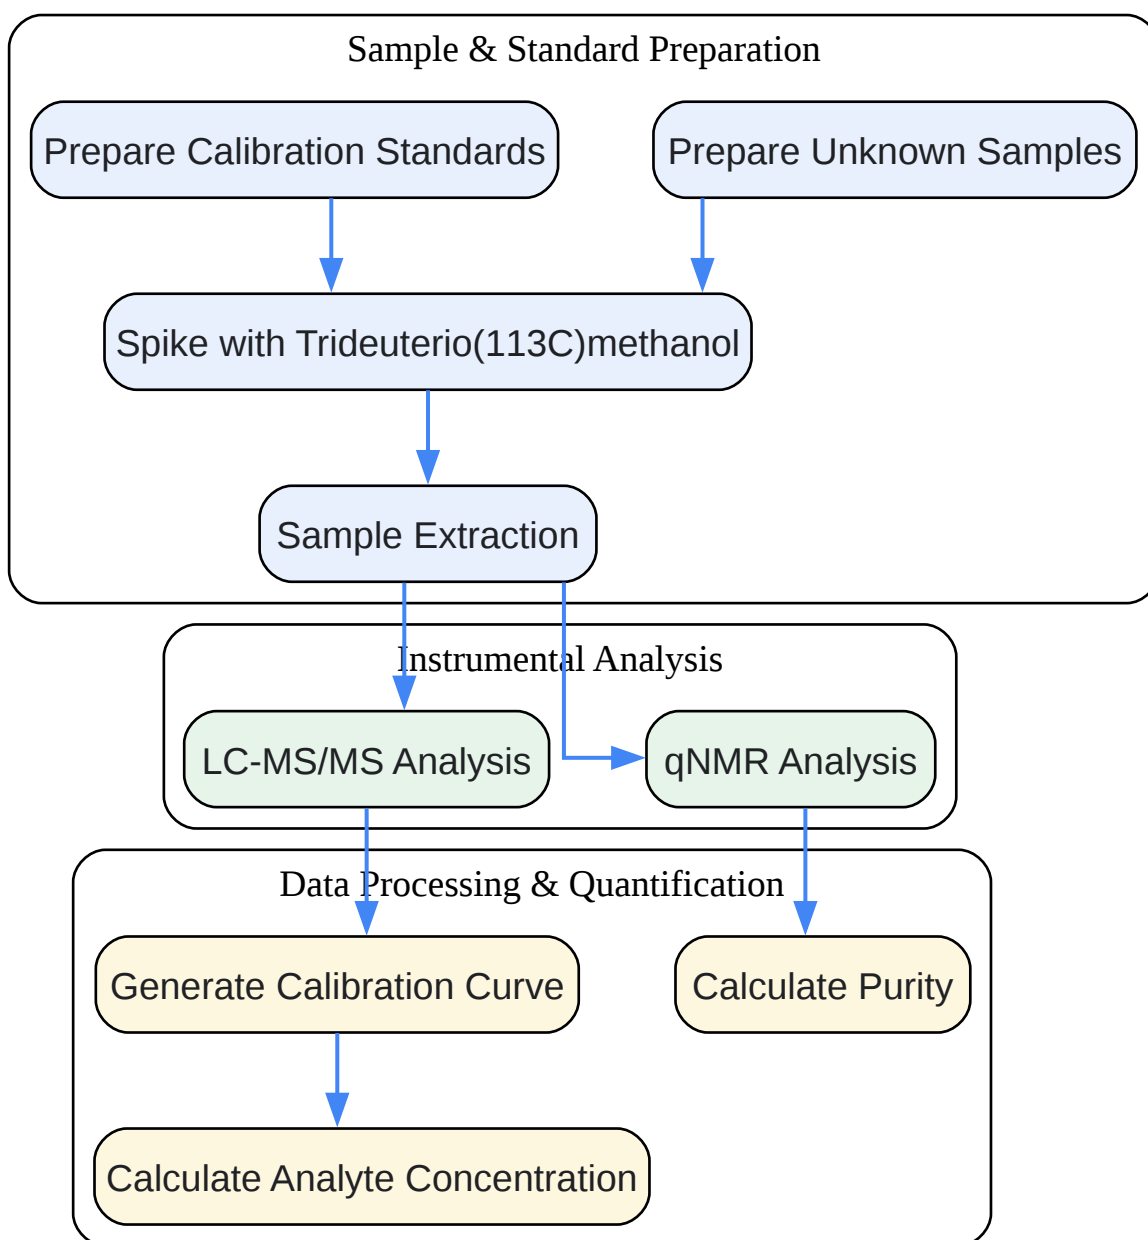 Sample & Standard Preparation
Prepare Calibration Standards
Prepare Unknown Samples
Spike with Trideuterio(113C)methanol
Sample Extraction
Instrumental Analysis
LC-MS/MS Analysis
qNMR Analysis
Data Processing & Quantification
Generate Calibration Curve
Calculate Purity
Calculate Analyte Concentration